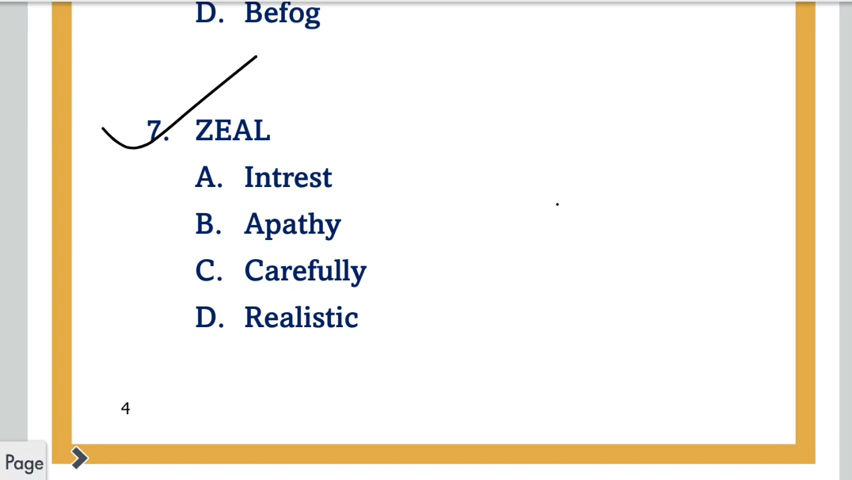 D. Befog
7. ZEAL
A. Intrest
B. Apathy
C. Carefully
D. Realistic
4
Page